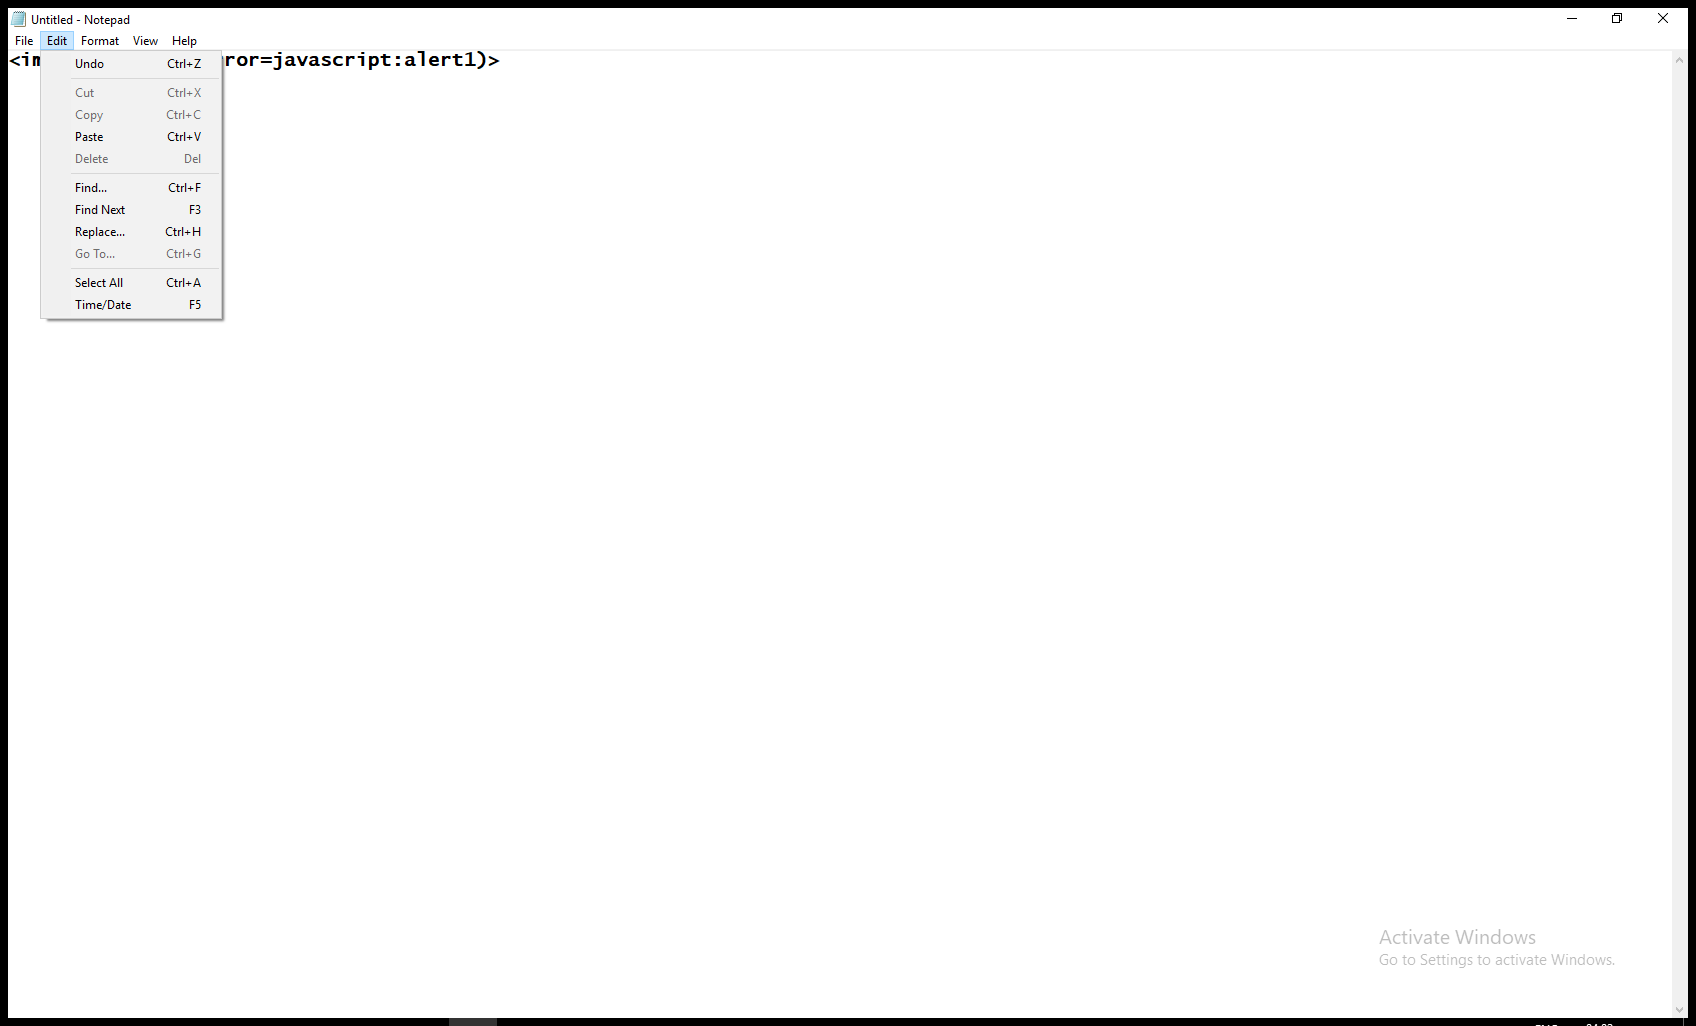 Untitled - Notepad
File Edit Format View Help
ror=javascript:alert1)>
Undo Ctrl+Z
Cut Ctrl+X
Copy Ctrl+C
Paste Ctrl+V
Delete Del
Find... Ctrl+F
Find Next F3
Replace... Ctrl+H
Go To... Ctrl+G
Select All Ctrl+A
Time/Date F5
Activate Windows
Go to Settings to activate Windows.